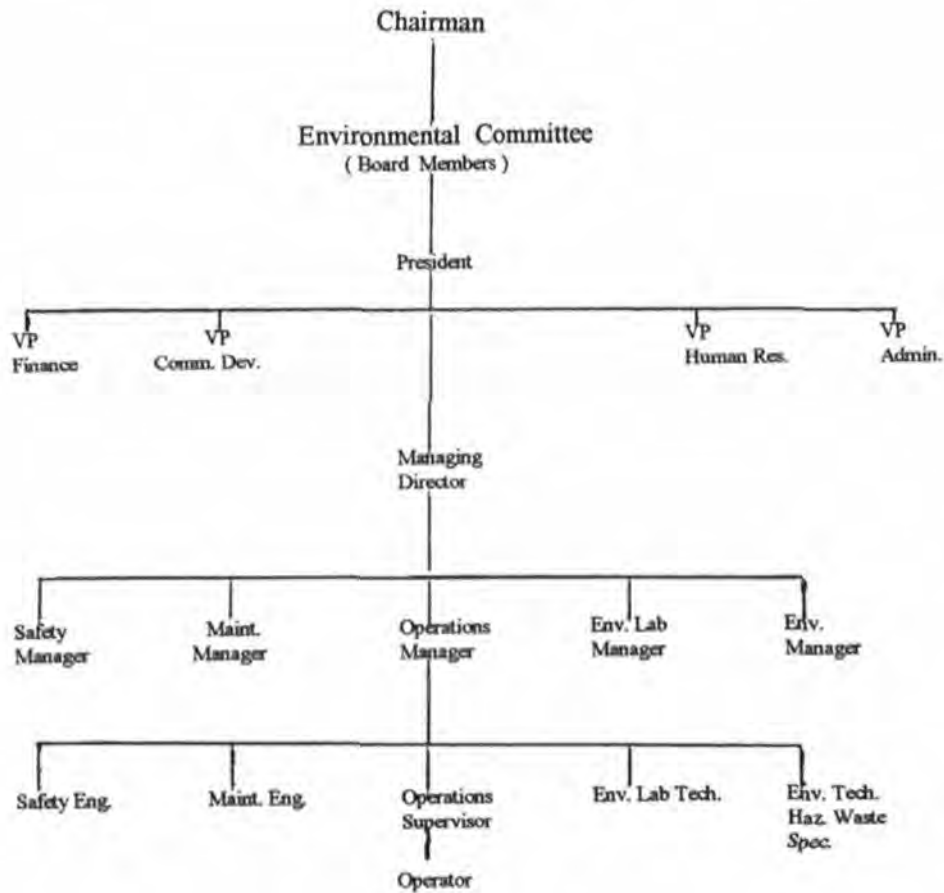 Chairman
Environmental Committee
( Board Members )
President
VP
Finance
VP
Comm. Dev.
VP
Human Res.
VP
Admin.
Managing
Director
Safety
Manager
Maint.
Manager
Operations
Manager
Env. Lab
Manager
Env.
Manager
Safety Eng.
Maint. Eng.
Operations
Supervisor
Env. Lab Tech.
Env. Tech.
Haz. Waste
Spec.
Operator